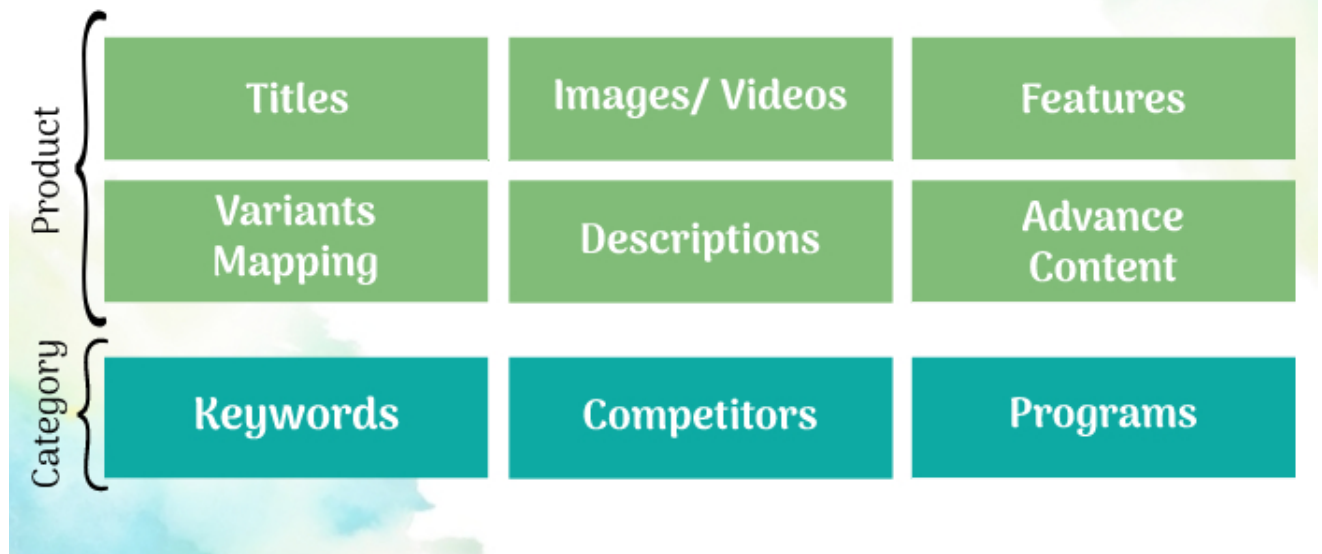 Product
Titles
Images/ Videos
Features
Variants
Mapping
Descriptions
Advance
Content
Category
Keywords
Competitors
Programs